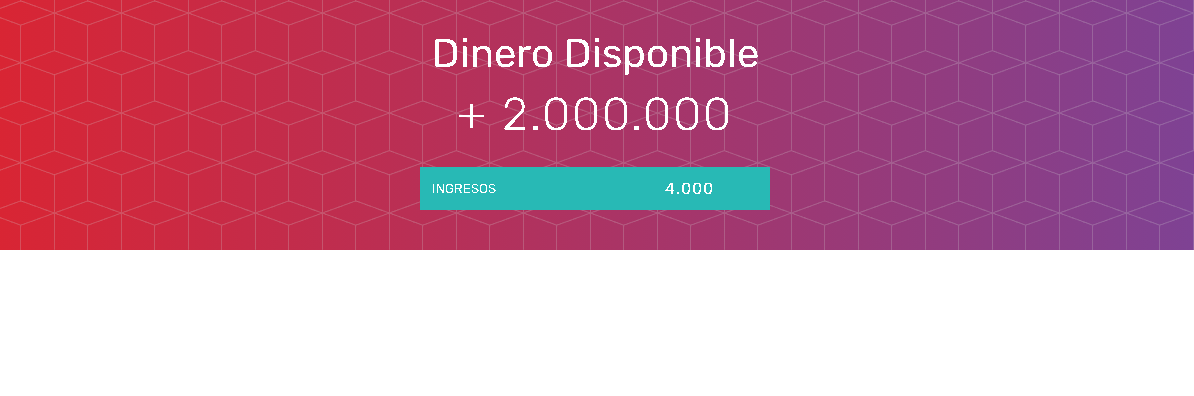 Dinero Disponible
+ 2.000.000
INGRESOS 4.000